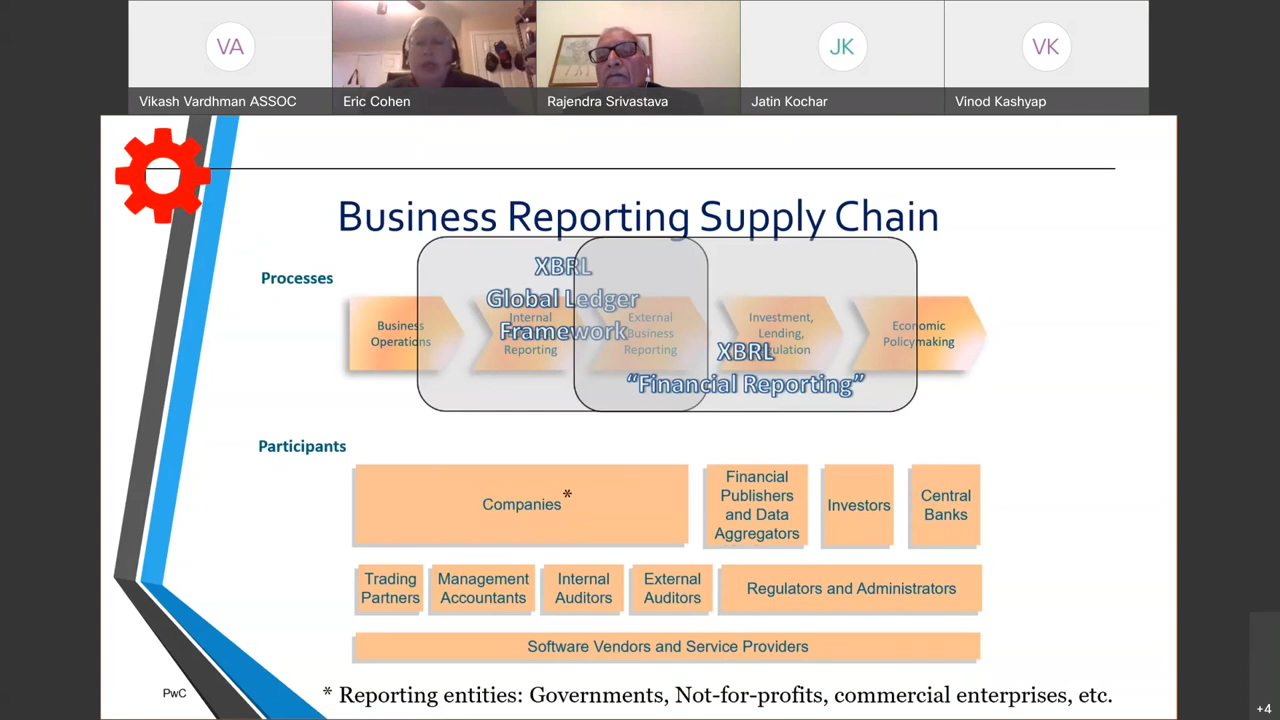 VA
JK
VK
Vikash Vardhman ASSOC
Eric Cohen
Rajendra Srivastava
Jatin Kochar
Vinod Kashyap
Business Reporting Supply Chain
Processes
XBRL
Global Ledger
Framework
Business
Operations
Internal
Reporting
External
Business
Reporting
Investment,
Lending,
XBRL
“Financial Reporting”
Economic
Policymaking
Participants
Companies*
Financial
Publishers
and Data
Aggregators
Investors
Central
Banks
Trading
Partners
Management
Accountants
Internal
Auditors
External
Auditors
Regulators and Administrators
Software Vendors and Service Providers
PwC
* Reporting entities: Governments, Not-for-profits, commercial enterprises, etc.
+4